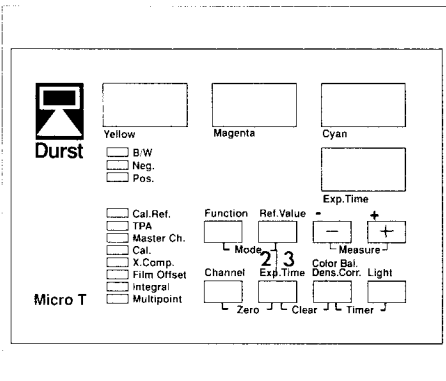 Durst
Yellow
Magenta
Cyan
B/W
Neg.
Pos.
Exp.Time
Cal.Ref.
TPA
Master Ch.
Cal.
X.Comp.
Film Offset
Integral
Multipoint
Micro T
Function Ref.Value - +
Mode Measure
2 3
Channel Exp.Time Color Bal. Dens.Corr. Light
Zero Clear Timer